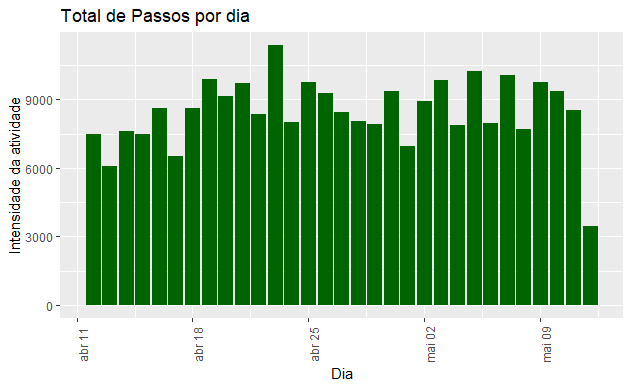 Total de Passos por dia
Intensidade da atividade
9000
6000
3000
0
abr 11
abr 18
abr 25
mai 02
mai 09
Dia